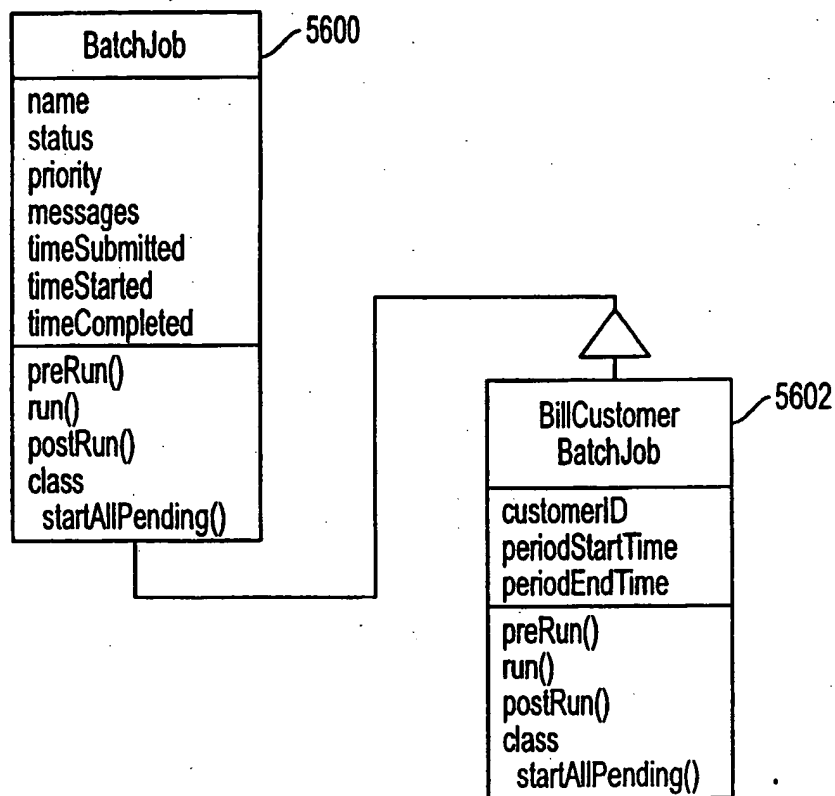 BatchJob
5600
name
status
priority
messages
timeSubmitted
timeStarted
timeCompleted
preRun()
run()
postRun()
class
startAllPending()
BillCustomer
BatchJob
5602
customerID
periodStartTime
periodEndTime
preRun()
run()
postRun()
class
startAllPending()